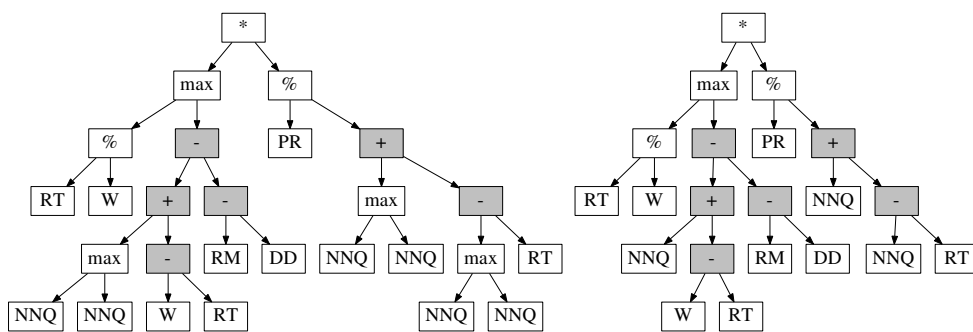 * *
max % max %
% - PR + % - PR +
RT W + - max - RT W + - NNQ -
max - RM DD NNQ NNQ max RT NNQ - RM DD NNQ RT
NNQ NNQ W RT NNQ NNQ W RT